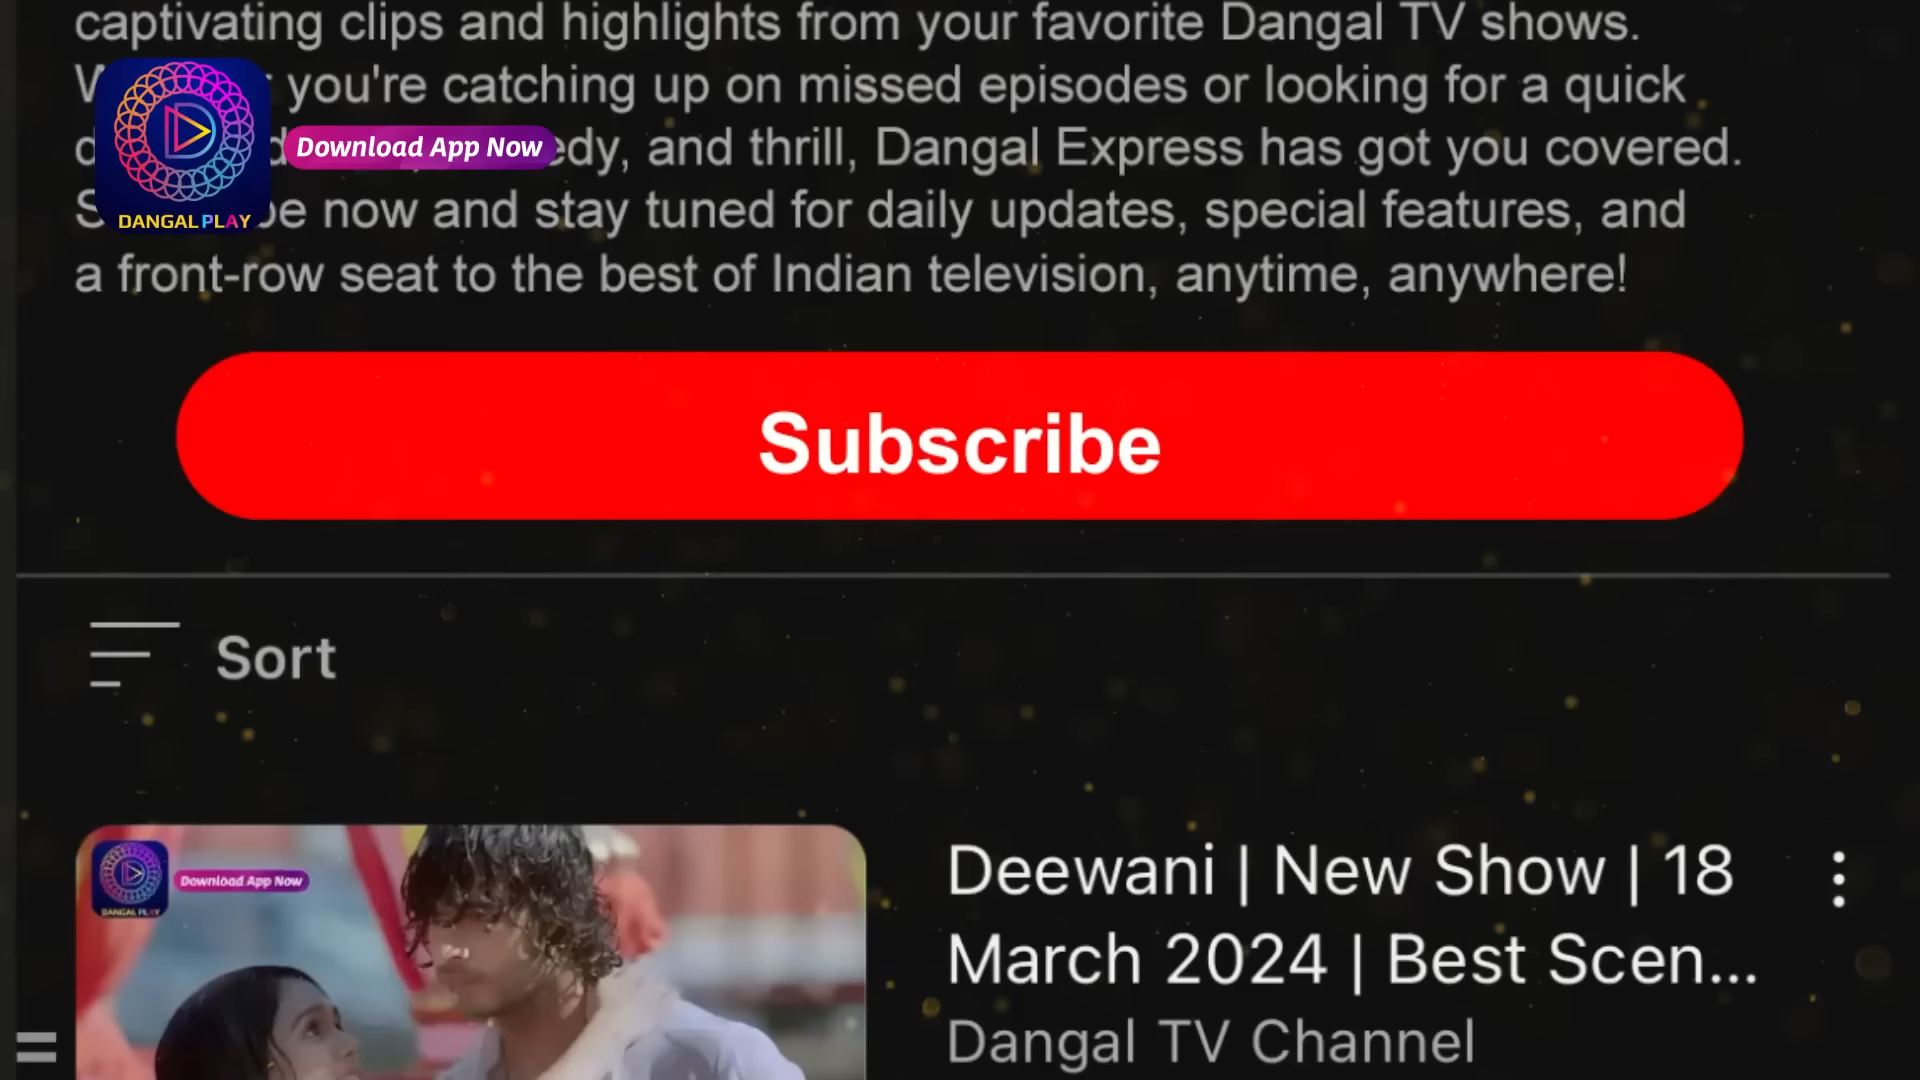 captivating clips and highlights from your favorite Dangal TV shows.
you're catching up on missed episodes or looking for a quick
and thrill, Dangal Express has got you covered.
now and stay tuned for daily updates, special features, and
a front-row seat to the best of Indian television, anytime, anywhere!
Download App Now
DANGAL PLAY
Subscribe
Sort
Download App Now
DANGAL PLAY
Deewani | New Show | 18
March 2024 | Best Scen...
Dangal TV Channel